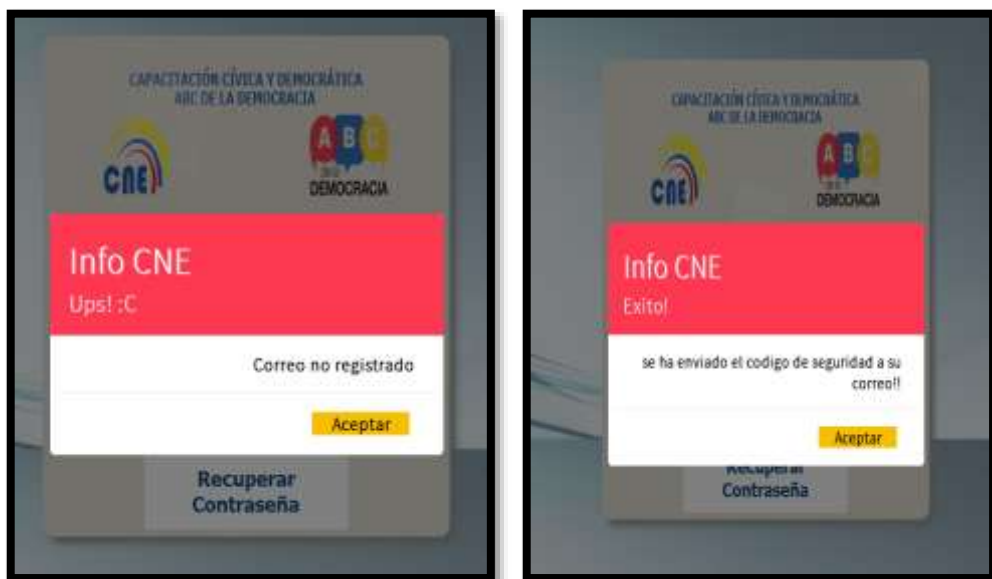 CAPACITACIÓN CÍVICA Y DEMOCRÁTICA
ABC DE LA DEMOCRACIA
CNE
A B C
DEMOCRACIA
Info CNE
Ups! :C
Correo no registrado
Aceptar
Recuperar
Contraseña
CAPACITACIÓN CÍVICA Y DEMOCRÁTICA
ABC DE LA DEMOCRACIA
CNE
A B C
DEMOCRACIA
Info CNE
Exito!
se ha enviado el codigo de seguridad a su
correo!!
Aceptar
Recuperar
Contraseña